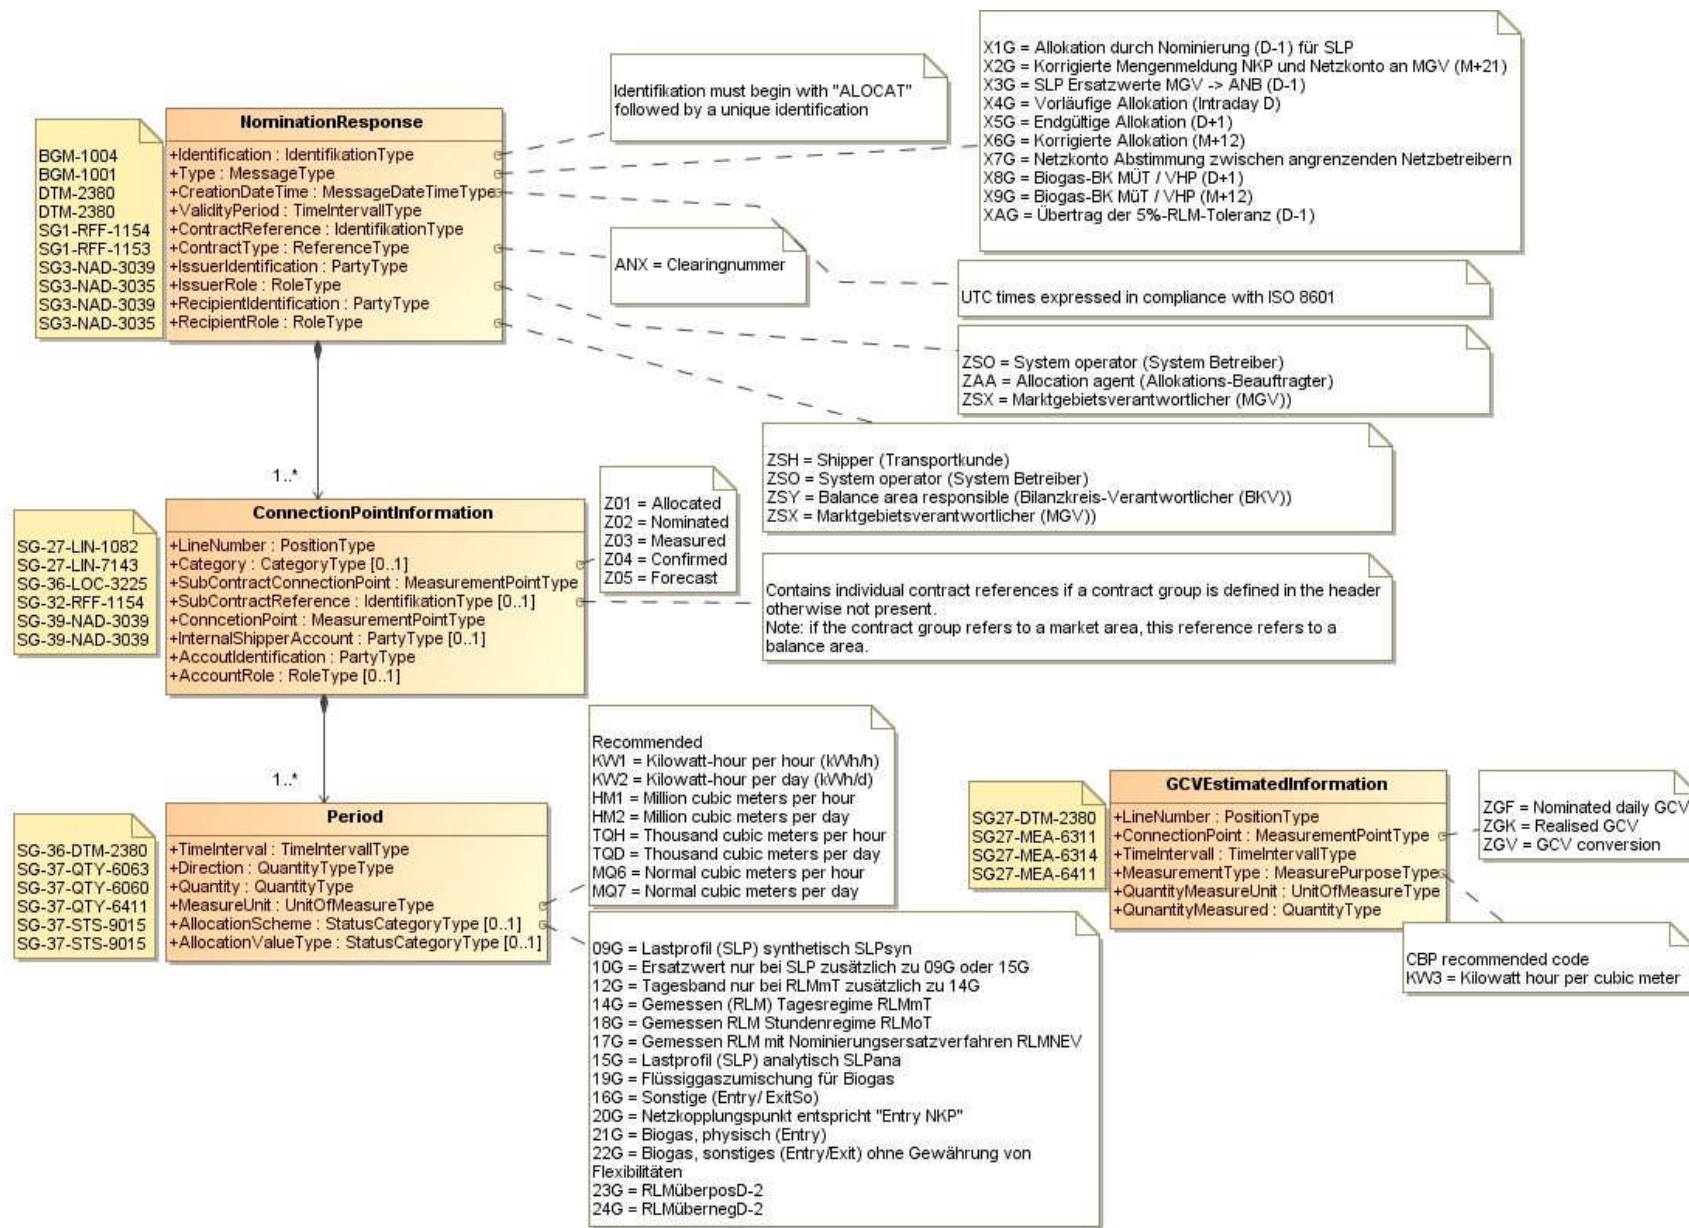 Identifikation must begin with "ALOCAT"
followed by a unique identification
X1G = Allokation durch Nominierung (D-1) für SLP
X2G = Korrigierte Mengenmeldung NKP und Netzkonto an MGV (M+21)
X3G = SLP Ersatzwerte MGV -> ANB (D-1)
X4G = Vorläufige Allokation (Intraday D)
X5G = Endgültige Allokation (D+1)
X6G = Korrigierte Allokation (M+12)
X7G = Netzkonto Abstimmung zwischen angrenzenden Netzbetreibern
X8G = Biogas-BK MÜT / VHP (D+1)
X9G = Biogas-BK MüT / VHP (M+12)
XAG = Übertrag der 5%-RLM-Toleranz (D-1)
BGM-1004
BGM-1001
DTM-2380
DTM-2380
SG1-RFF-1154
SG1-RFF-1153
SG3-NAD-3039
SG3-NAD-3035
SG3-NAD-3039
SG3-NAD-3035
NominationResponse
+Identification : IdentifikationType
+Type : MessageType
+CreationDateTime : MessageDateTimeType
+ValidityPeriod : TimeIntervallType
+ContractReference : IdentifikationType
+ContractType : ReferenceType
+IssuerIdentification : PartyType
+IssuerRole : RoleType
+RecipientIdentification : PartyType
+RecipientRole : RoleType
ANX = Clearingnummer
UTC times expressed in compliance with ISO 8601
ZSO = System operator (System Betreiber)
ZAA = Allocation agent (Allokations-Beauftragter)
ZSX = Marktgebietsverantwortlicher (MGV))
ZSH = Shipper (Transportkunde)
ZSO = System operator (System Betreiber)
ZSY = Balance area responsible (Bilanzkreis-Verantwortlicher (BKV))
ZSX = Marktgebietsverantwortlicher (MGV))
1..*
SG-27-LIN-1082
SG-27-LIN-7143
SG-36-LOC-3225
SG-32-RFF-1154
SG-39-NAD-3039
SG-39-NAD-3039
ConnectionPointInformation
+LineNumber : PositionType
+Category : CategoryType [0..1]
+SubContractConnectionPoint : MeasurementPointType
+SubContractReference : IdentifikationType [0..1]
+ConncetionPoint : MeasurementPointType
+InternalShipperAccount : PartyType [0..1]
+AccoutIdentification : PartyType
+AccountRole : RoleType [0..1]
Z01 = Allocated
Z02 = Nominated
Z03 = Measured
Z04 = Confirmed
Z05 = Forecast
Contains individual contract references if a contract group is defined in the header
otherwise not present.
Note: if the contract group refers to a market area, this reference refers to a
balance area.
1..*
SG-36-DTM-2380
SG-37-QTY-6063
SG-37-QTY-6060
SG-37-QTY-6411
SG-37-STS-9015
SG-37-STS-9015
Period
+TimeInterval : TimeIntervallType
+Direction : QuantityTypeType
+Quantity : QuantityType
+MeasureUnit : UnitOfMeasureType
+AllocationScheme : StatusCategoryType [0..1]
+AllocationValueType : StatusCategoryType [0..1]
Recommended
KW1 = Kilowatt-hour per hour (kWh/h)
KW2 = Kilowatt-hour per day (kWh/d)
HM1 = Million cubic meters per hour
HM2 = Million cubic meters per day
TQH = Thousand cubic meters per hour
TQD = Thousand cubic meters per day
MQ6 = Normal cubic meters per hour
MQ7 = Normal cubic meters per day
09G = Lastprofil (SLP) synthetisch SLPsyn
10G = Ersatzwert nur bei SLP zusätzlich zu 09G oder 15G
12G = Tagesband nur bei RLMmT zusätzlich zu 14G
14G = Gemessen (RLM) Tagesregime RLMmT
18G = Gemessen RLM Stundenregime RLMoT
17G = Gemessen RLM mit Nominierungsersatzverfahren RLMNEV
15G = Lastprofil (SLP) analytisch SLPana
19G = Flüssiggaszumischung für Biogas
16G = Sonstige (Entry/ ExitSo)
20G = Netzkopplungspunkt entspricht "Entry NKP"
21G = Biogas, physisch (Entry)
22G = Biogas, sonstiges (Entry/Exit) ohne Gewährung von
Flexibilitäten
23G = RLMüberposD-2
24G = RLMübernegD-2
SG27-DTM-2380
SG27-MEA-6311
SG27-MEA-6314
SG27-MEA-6411
GCVEstimatedInformation
+LineNumber : PositionType
+ConnectionPoint : MeasurementPointType
+TimeIntervall : TimeIntervallType
+MeasurementType : MeasurePurposeType
+QuantityMeasureUnit : UnitOfMeasureType
+QunantityMeasured : QuantityType
ZGF = Nominated daily GCV
ZGK = Realised GCV
ZGV = GCV conversion
CBP recommended code
KW3 = Kilowatt hour per cubic meter